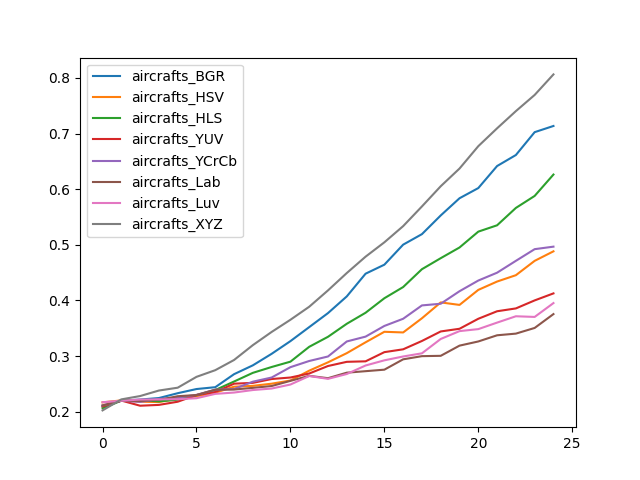 aircrafts_BGR
aircrafts_HSV
aircrafts_HLS
aircrafts_YUV
aircrafts_YCrCb
aircrafts_Lab
aircrafts_Luv
aircrafts_XYZ
0.8
0.7
0.6
0.5
0.4
0.3
0.2
0 5 10 15 20 25